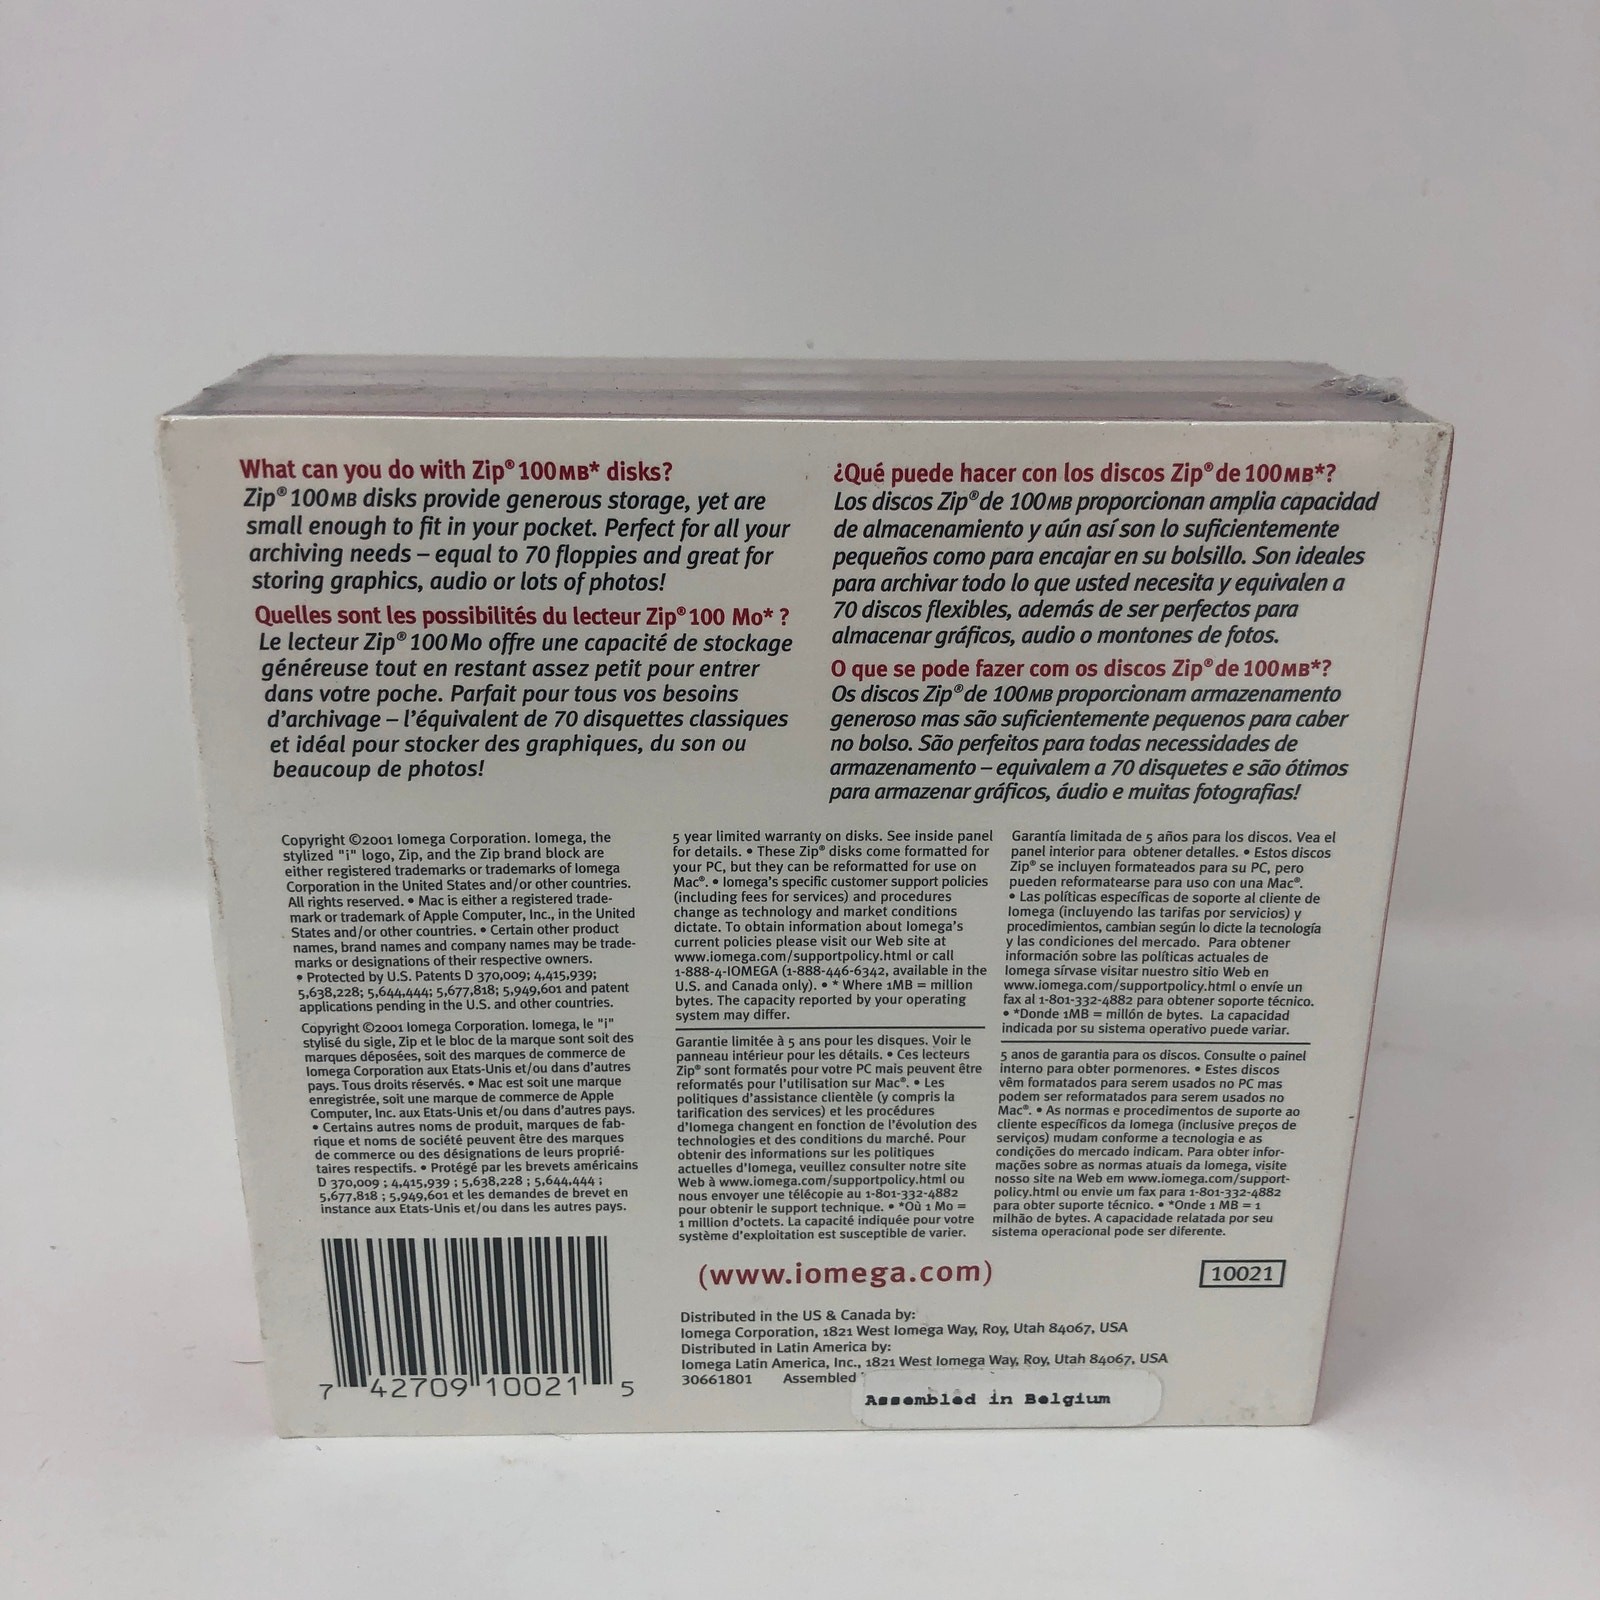 What can you do with Zip® 100MB* disks?
Zip® 100MB disks provide generous storage, yet are
small enough to fit in your pocket. Perfect for all your
archiving needs – equal to 70 floppies and great for
storing graphics, audio or lots of photos!
Quelles sont les possibilités du lecteur Zip® 100 Mo* ?
Le lecteur Zip® 100 Mo offre une capacité de stockage
généreuse tout en restant assez petit pour entrer
dans votre poche. Parfait pour tous vos besoins
d'archivage – l'équivalent de 70 disquettes classiques
et idéal pour stocker des graphiques, du son ou
beaucoup de photos!
¿Qué puede hacer con los discos Zip® de 100MB*?
Los discos Zip® de 100MB proporcionan amplia capacidad
de almacenamiento y aún así son lo suficientemente
pequeños como para encajar en su bolsillo. Son ideales
para archivar todo lo que usted necesita y equivalen a
70 discos flexibles, además de ser perfectos para
almacenar gráficos, audio o montones de fotos.
O que se pode fazer com os discos Zip® de 100MB*?
Os discos Zip® de 100MB proporcionam armazenamento
generoso mas são suficientemente pequenos para caber
no bolso. São perfeitos para todas necessidades de
armazenamento – equivalem a 70 disquetes e são ótimos
para armazenar gráficos, áudio e muitas fotografias!
Copyright ©2001 Iomega Corporation. Iomega, the
stylized "i" logo, Zip, and the Zip brand block are
either registered trademarks or trademarks of Iomega
Corporation in the United States and/or other countries.
All rights reserved. • Mac is either a registered trade-
mark or trademark of Apple Computer, Inc., in the United
States and/or other countries. • Certain other product
names, brand names and company names may be trade-
marks or designations of their respective owners.
• Protected by U.S. Patents D 370,009; 4,415,939;
5,638,228; 5,644,444; 5,677,818; 5,949,601 and patent
applications pending in the U.S. and other countries.
Copyright ©2001 Iomega Corporation. Iomega, le "i"
stylisé du sigle, Zip et le bloc de la marque sont soit des
marques déposées, soit des marques de commerce de
Iomega Corporation aux Etats-Unis et/ou dans d'autres
pays. Tous droits réservés. • Mac est soit une marque
enregistrée, soit une marque de commerce de Apple
Computer, Inc. aux Etats-Unis et/ou dans d'autres pays.
• Certains autres noms de produit, marques de fab-
rique et noms de société peuvent être des marques
de commerce ou des désignations de leurs proprié-
taires respectifs. • Protégé par les brevets américains
D 370,009 ; 4,415,939 ; 5,638,228 ; 5,644,444 ;
5,677,818 ; 5,949,601 et les demandes de brevet en
instance aux Etats-Unis et/ou dans les autres pays.
5 year limited warranty on disks. See inside panel
for details. • These Zip® disks come formatted for
your PC, but they can be reformatted for use on
Mac®. • Iomega's specific customer support policies
(including fees for services) and procedures
change as technology and market conditions
dictate. To obtain information about Iomega's
current policies please visit our Web site at
www.iomega.com/supportpolicy.html or call
1-888-4-IOMEGA (1-888-446-6342, available in the
U.S. and Canada only). • * Where 1MB = million
bytes. The capacity reported by your operating
system may differ.
Garantie limitée à 5 ans pour les disques. Voir le
panneau intérieur pour les détails. • Ces lecteurs
Zip® sont formatés pour votre PC mais peuvent être
reformatés pour l'utilisation sur Mac®. • Les
politiques d'assistance clientèle (y compris la
tarification des services) et les procédures
d'Iomega changent en fonction de l'évolution des
technologies et des conditions du marché. Pour
obtenir des informations sur les politiques
actuelles d'Iomega, veuillez consulter notre site
Web à www.iomega.com/supportpolicy.html ou
nous envoyer une télécopie au 1-801-332-4882
pour obtenir le support technique. • *Où 1 Mo =
1 million d'octets. La capacité indiquée pour votre
système d'exploitation est susceptible de varier.
Garantía limitada de 5 años para los discos. Vea el
panel interior para obtener detalles. • Estos discos
Zip® se incluyen formateados para su PC, pero
pueden reformatearse para uso con una Mac®.
• Las políticas específicas de soporte al cliente de
Iomega (incluyendo las tarifas por servicios) y
procedimientos, cambian según lo dicte la tecnología
y las condiciones del mercado. Para obtener
información sobre las políticas actuales de
Iomega sírvase visitar nuestro sitio Web en
www.iomega.com/supportpolicy.html o envíe un
fax al 1-801-332-4882 para obtener soporte técnico.
• *Donde 1MB = millón de bytes. La capacidad
indicada por su sistema operativo puede variar.
5 anos de garantia para os discos. Consulte o painel
interno para obter pormenores. • Estes discos
vêm formatados para serem usados no PC mas
podem ser reformatados para serem usados no
Mac®. • As normas e procedimentos de suporte ao
cliente específicos da Iomega (inclusive preços de
serviços) mudam conforme a tecnologia e as
condições do mercado indicam. Para obter infor-
mações sobre as normas atuais da Iomega, visite
nosso site na Web em www.iomega.com/support-
policy.html ou envie um fax para 1-801-332-4882
para obter suporte técnico. • *Onde 1 MB = 1
milhão de bytes. A capacidade relatada por seu
sistema operacional pode ser diferente.
(www.iomega.com)
10021
Distributed in the US & Canada by:
Iomega Corporation, 1821 West Iomega Way, Roy, Utah 84067, USA
Distributed in Latin America by:
Iomega Latin America, Inc., 1821 West Iomega Way, Roy, Utah 84067, USA
30661801 Assembled
Assembled in Belgium
7 42709 10021 5